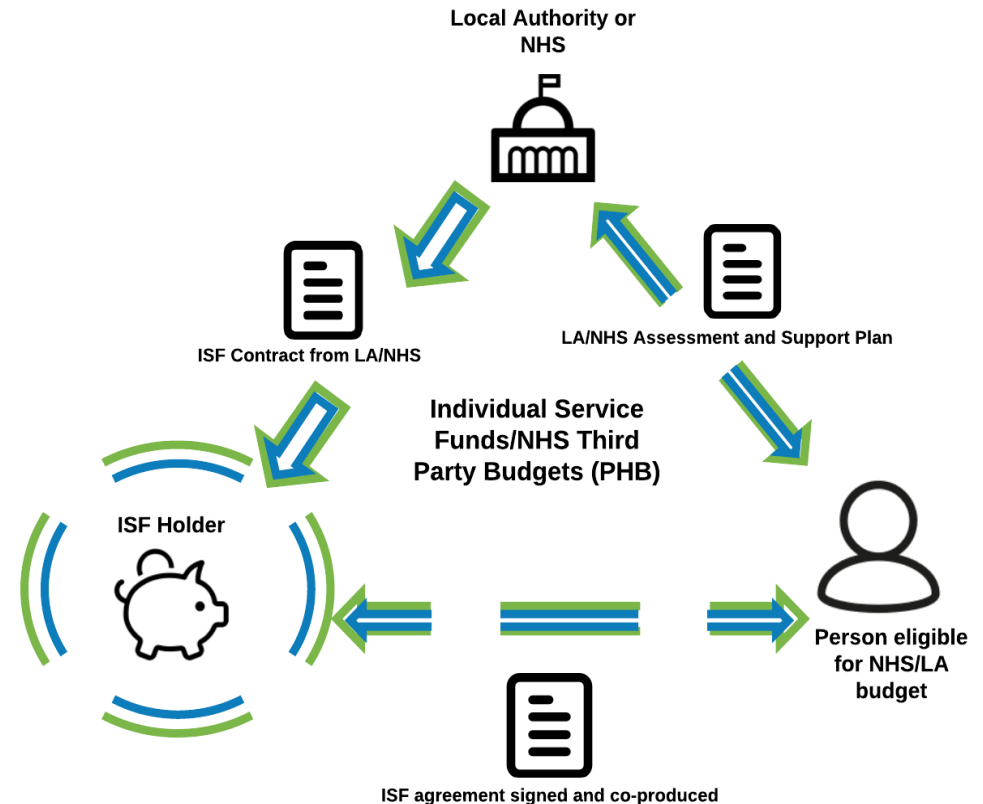 Local Authority or
NHS
LA/NHS Assessment and Support Plan
ISF Contract from LA/NHS
Individual Service
Funds/NHS Third
Party Budgets (PHB)
ISF Holder
Person eligible
for NHS/LA
budget
ISF agreement signed and co-produced